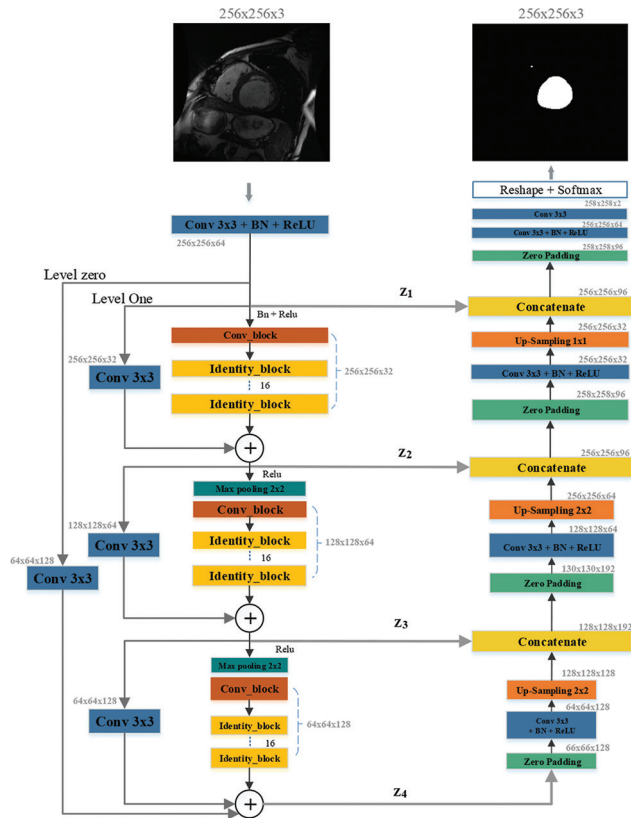 256x256x3
Conv 3x3 + BN + ReLU
256x256x64
Level zero
Level One
Bn + Relu
Conv_block
256x256x32
Conv 3x3
Identity_block
16
Identity_block
256x256x32
+
Relu
Max pooling 2x2
128x128x64
Conv 3x3
Conv_block
Identity_block
16
Identity_block
128x128x64
64x64x128
Conv 3x3
+
Relu
Max pooling 2x2
64x64x128
Conv 3x3
Conv_block
Identity_block
16
Identity_block
64x64x128
+
Z1
Z2
Z3
Z4
256x256x3
Reshape + Softmax
258x258x2
Conv 3x3
256x256x64
Conv 3x3 + BN + ReLU
258x258x96
Zero Padding
256x256x96
Concatenate
256x256x32
Up-Sampling 1x1
256x256x32
Conv 3x3 + BN + ReLU
258x258x96
Zero Padding
256x256x96
Concatenate
256x256x64
Up-Sampling 2x2
128x128x64
Conv 3x3 + BN + ReLU
130x130x192
Zero Padding
128x128x192
Concatenate
128x128x128
Up-Sampling 2x2
64x64x128
Conv 3x3
+ BN + ReLU
66x66x128
Zero Padding